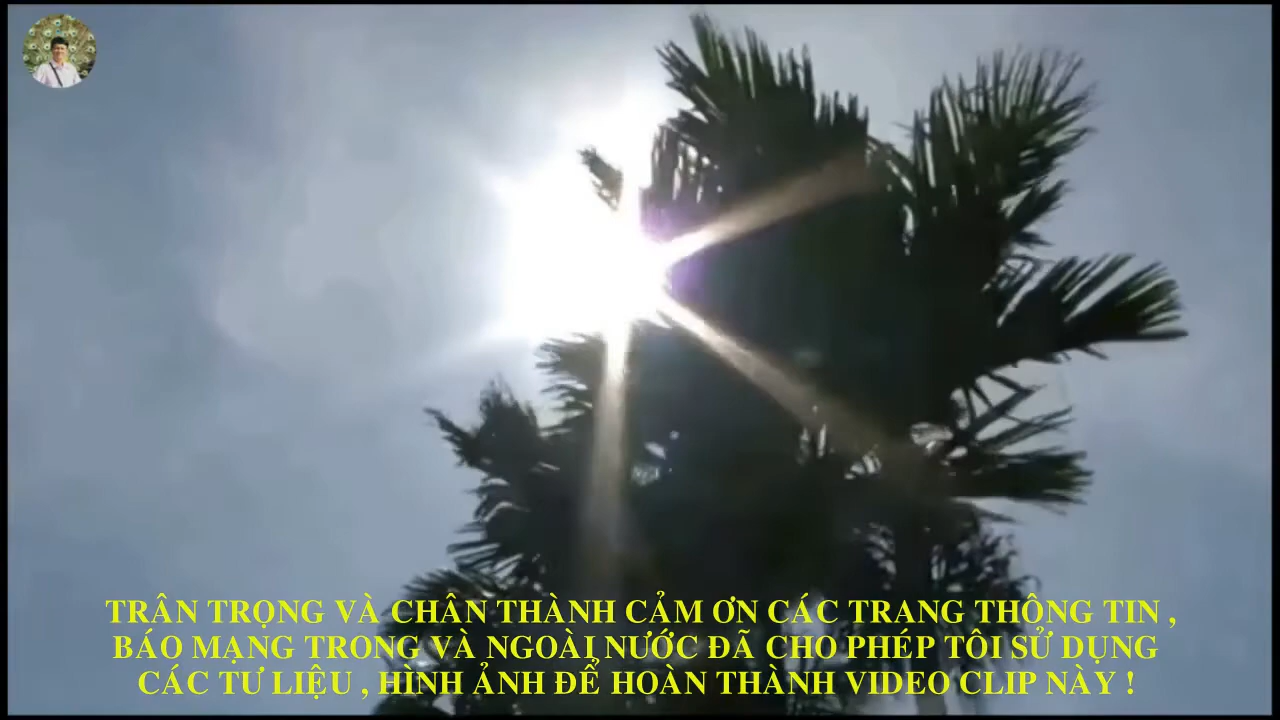 TRÂN TRỌNG VÀ CHÂN THÀNH CẢM ƠN CÁC TRANG THÔNG TIN ,
BÁO MẠNG TRONG VÀ NGOÀI NƯỚC ĐÃ CHO PHÉP TÔI SỬ DỤNG
CÁC TƯ LIỆU , HÌNH ẢNH ĐỂ HOÀN THÀNH VIDEO CLIP NÀY !